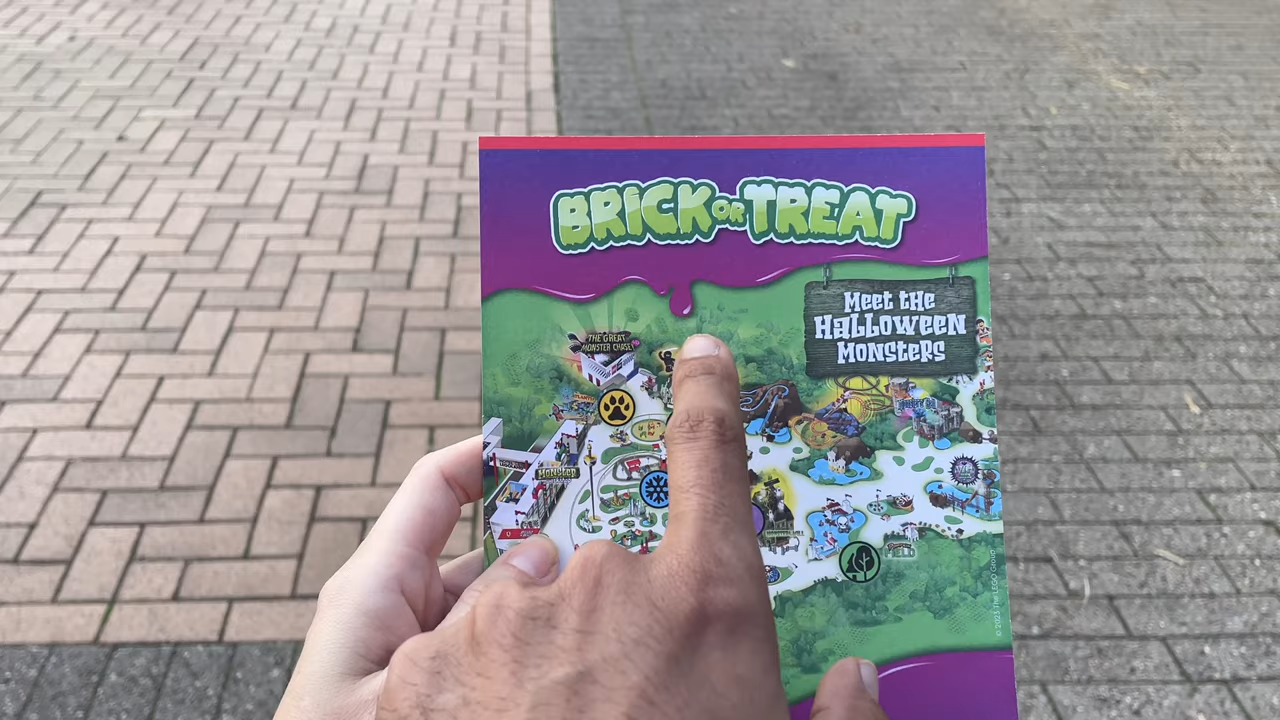 BRICK OR TREAT
MEET THE
HALLOWEEN
MONSTERS
THE GREAT
MONSTER CHASE
MONSTER
© 2023 THE LEGO GROUP